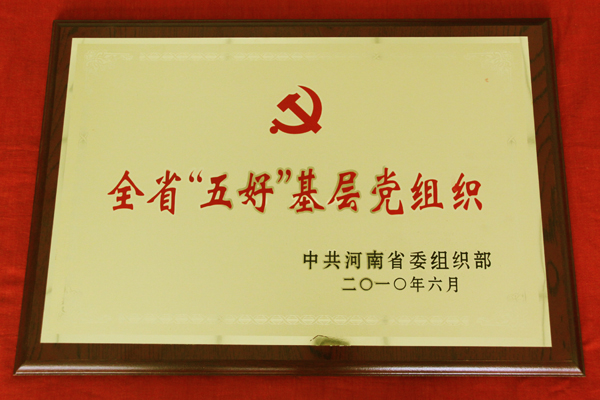 全省“五好”基层党组织
中共河南省委组织部
二〇一〇年六月